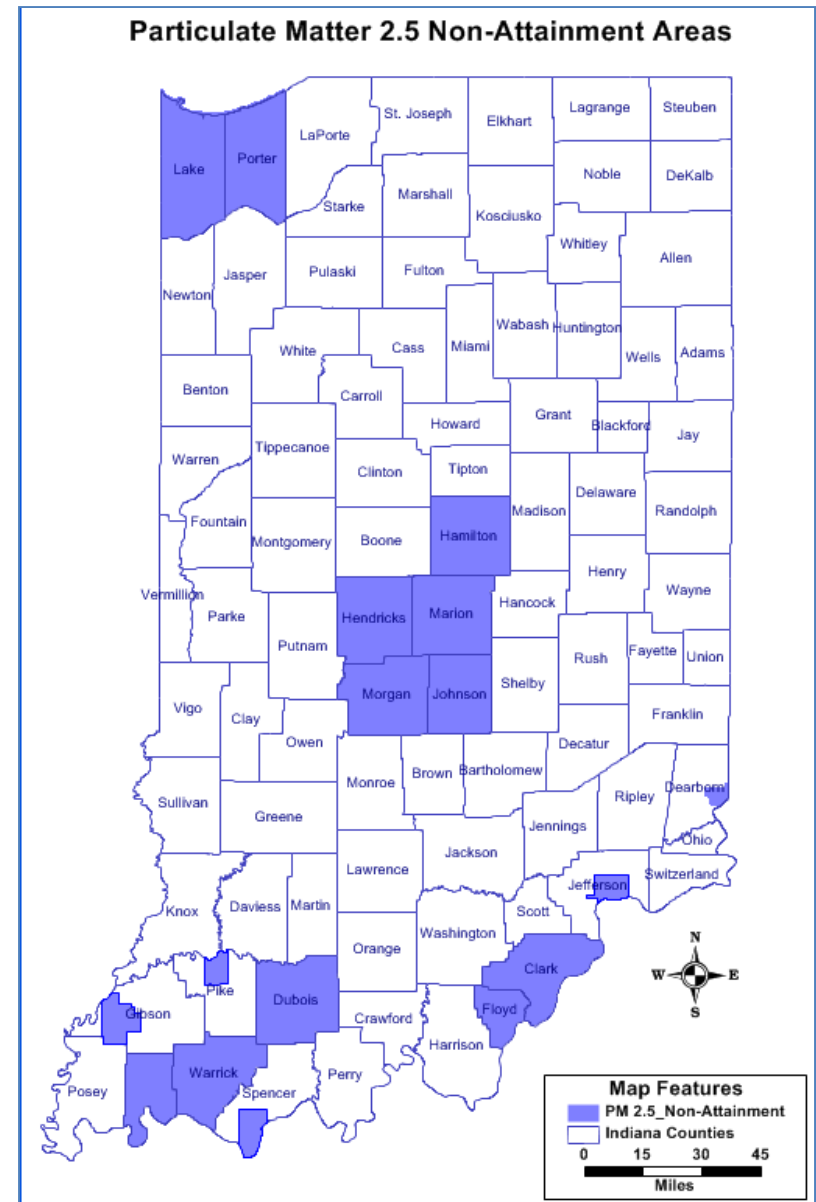 Particulate Matter 2.5 Non-Attainment Areas
Lake
Porter
LaPorte
St. Joseph
Elkhart
Lagrange
Steuben
Noble
DeKalb
Starke
Marshall
Kosciusko
Whitley
Allen
Newton
Jasper
Pulaski
Fulton
White
Cass
Miami
Wabash
Huntington
Wells
Adams
Benton
Carroll
Howard
Grant
Blackford
Jay
Warren
Tippecanoe
Clinton
Tipton
Madison
Delaware
Randolph
Fountain
Montgomery
Boone
Hamilton
Henry
Wayne
Vermillion
Parke
Putnam
Hendricks
Marion
Hancock
Rush
Fayette
Union
Vigo
Clay
Owen
Morgan
Johnson
Shelby
Franklin
Decatur
Sullivan
Greene
Monroe
Brown
Bartholomew
Jennings
Ripley
Dearborn
Ohio
Knox
Daviess
Martin
Lawrence
Jackson
Jefferson
Switzerland
Orange
Washington
Scott
Clark
Floyd
Gibson
Pike
Dubois
Crawford
Harrison
Posey
Warrick
Spencer
Perry
N
W
E
S
Map Features
PM 2.5_Non-Attainment
Indiana Counties
0 15 30 45
Miles